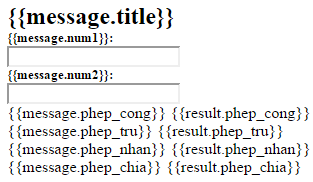 {{message.title}}
{{message.num1}}:
{{message.num2}}:
{{message.phep_cong}} {{result.phep_cong}}
{{message.phep_tru}} {{result.phep_tru}}
{{message.phep_nhan}} {{result.phep_nhan}}
{{message.phep_chia}} {{result.phep_chia}}